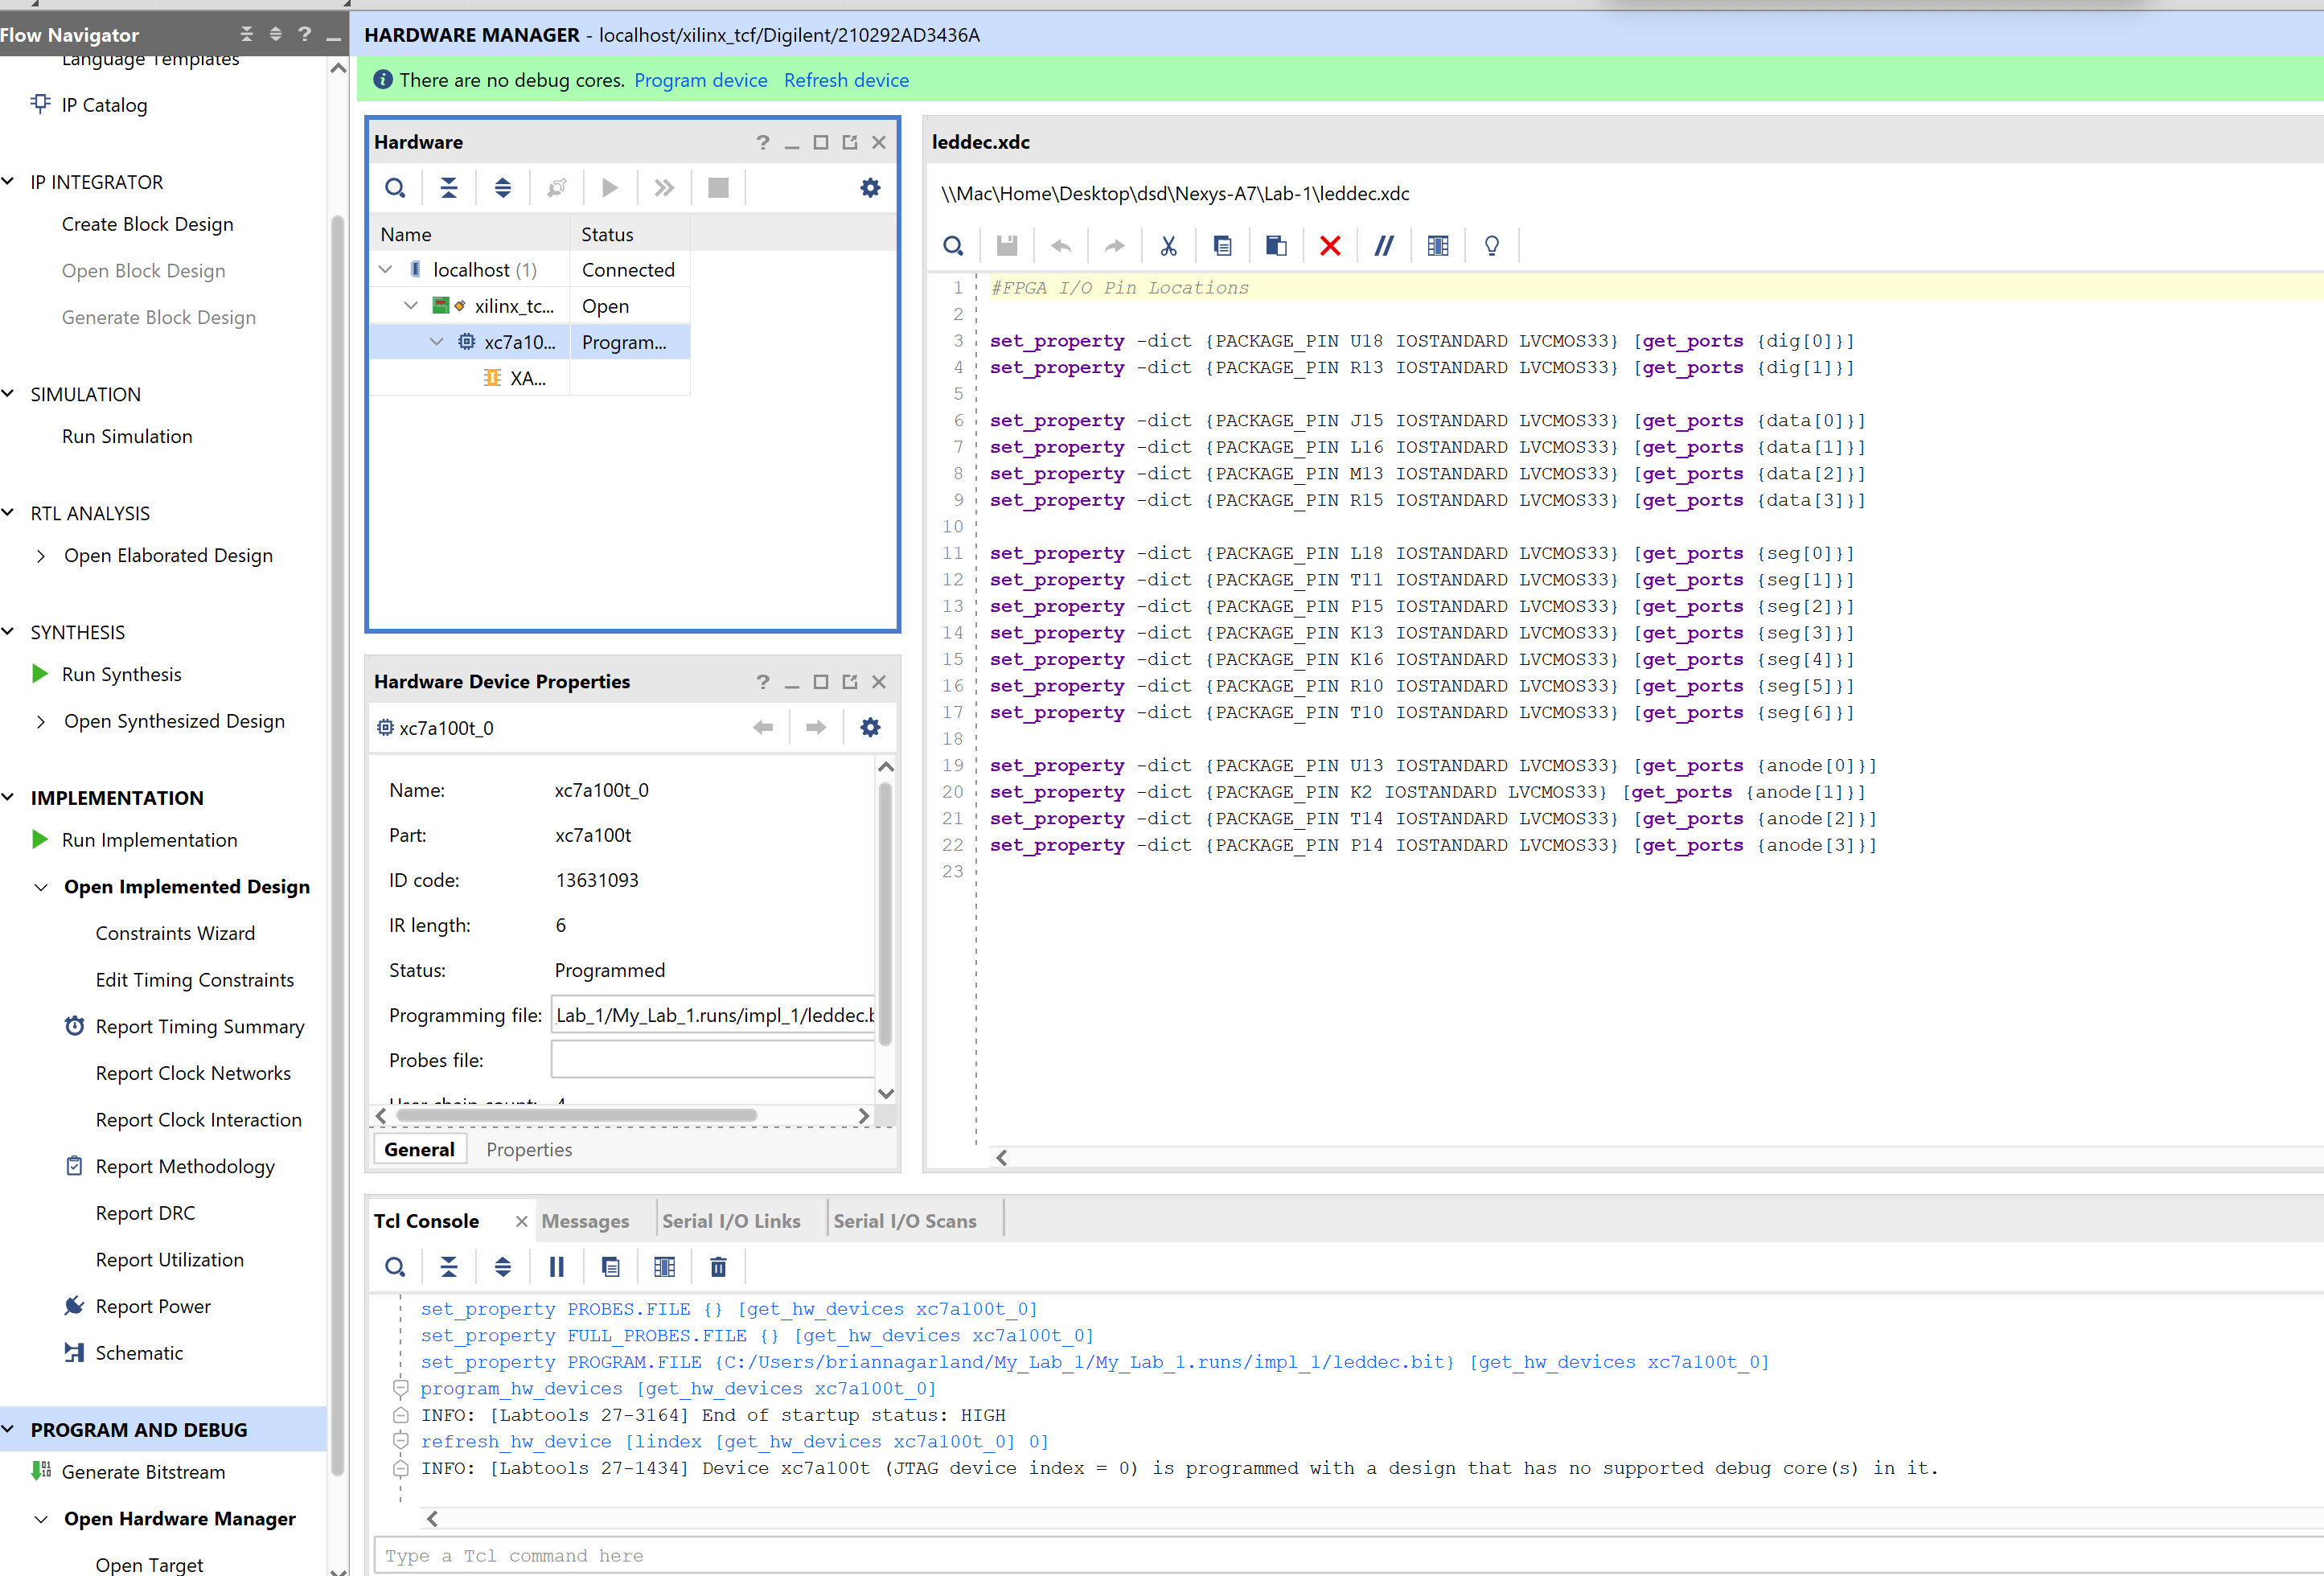 Flow Navigator
?
Language Templates
IP Catalog
IP INTEGRATOR
Create Block Design
Open Block Design
Generate Block Design
SIMULATION
Run Simulation
RTL ANALYSIS
Open Elaborated Design
SYNTHESIS
Run Synthesis
Open Synthesized Design
IMPLEMENTATION
Run Implementation
Open Implemented Design
Constraints Wizard
Edit Timing Constraints
Report Timing Summary
Report Clock Networks
Report Clock Interaction
Report Methodology
Report DRC
Report Utilization
Report Power
Schematic
PROGRAM AND DEBUG
Generate Bitstream
Open Hardware Manager
Open Target
HARDWARE MANAGER - localhost/xilinx_tcf/Digilent/210292AD3436A
There are no debug cores. Program device Refresh device
Hardware
?
Name Status
localhost (1) Connected
xilinx_tc... Open
xc7a10... Program...
XA...
Hardware Device Properties
?
xc7a100t_0
Name: xc7a100t_0
Part: xc7a100t
ID code: 13631093
IR length: 6
Status: Programmed
Programming file: Lab_1/My_Lab_1.runs/impl_1/leddec.b
Probes file:
User chain count: 4
General Properties
leddec.xdc
\\Mac\Home\Desktop\dsd\Nexys-A7\Lab-1\leddec.xdc
1 #FPGA I/O Pin Locations
2
3 set_property -dict {PACKAGE_PIN U18 IOSTANDARD LVCMOS33} [get_ports {dig[0]}]
4 set_property -dict {PACKAGE_PIN R13 IOSTANDARD LVCMOS33} [get_ports {dig[1]}]
5
6 set_property -dict {PACKAGE_PIN J15 IOSTANDARD LVCMOS33} [get_ports {data[0]}]
7 set_property -dict {PACKAGE_PIN L16 IOSTANDARD LVCMOS33} [get_ports {data[1]}]
8 set_property -dict {PACKAGE_PIN M13 IOSTANDARD LVCMOS33} [get_ports {data[2]}]
9 set_property -dict {PACKAGE_PIN R15 IOSTANDARD LVCMOS33} [get_ports {data[3]}]
10
11 set_property -dict {PACKAGE_PIN L18 IOSTANDARD LVCMOS33} [get_ports {seg[0]}]
12 set_property -dict {PACKAGE_PIN T11 IOSTANDARD LVCMOS33} [get_ports {seg[1]}]
13 set_property -dict {PACKAGE_PIN P15 IOSTANDARD LVCMOS33} [get_ports {seg[2]}]
14 set_property -dict {PACKAGE_PIN K13 IOSTANDARD LVCMOS33} [get_ports {seg[3]}]
15 set_property -dict {PACKAGE_PIN K16 IOSTANDARD LVCMOS33} [get_ports {seg[4]}]
16 set_property -dict {PACKAGE_PIN R10 IOSTANDARD LVCMOS33} [get_ports {seg[5]}]
17 set_property -dict {PACKAGE_PIN T10 IOSTANDARD LVCMOS33} [get_ports {seg[6]}]
18
19 set_property -dict {PACKAGE_PIN U13 IOSTANDARD LVCMOS33} [get_ports {anode[0]}]
20 set_property -dict {PACKAGE_PIN K2 IOSTANDARD LVCMOS33} [get_ports {anode[1]}]
21 set_property -dict {PACKAGE_PIN T14 IOSTANDARD LVCMOS33} [get_ports {anode[2]}]
22 set_property -dict {PACKAGE_PIN P14 IOSTANDARD LVCMOS33} [get_ports {anode[3]}]
23
Tcl Console Messages Serial I/O Links Serial I/O Scans
set_property PROBES.FILE {} [get_hw_devices xc7a100t_0]
set_property FULL_PROBES.FILE {} [get_hw_devices xc7a100t_0]
set_property PROGRAM.FILE {C:/Users/briannagarland/My_Lab_1/My_Lab_1.runs/impl_1/leddec.bit} [get_hw_devices xc7a100t_0]
program_hw_devices [get_hw_devices xc7a100t_0]
INFO: [Labtools 27-3164] End of startup status: HIGH
refresh_hw_device [lindex [get_hw_devices xc7a100t_0] 0]
INFO: [Labtools 27-1434] Device xc7a100t (JTAG device index = 0) is programmed with a design that has no supported debug core(s) in it.
Type a Tcl command here